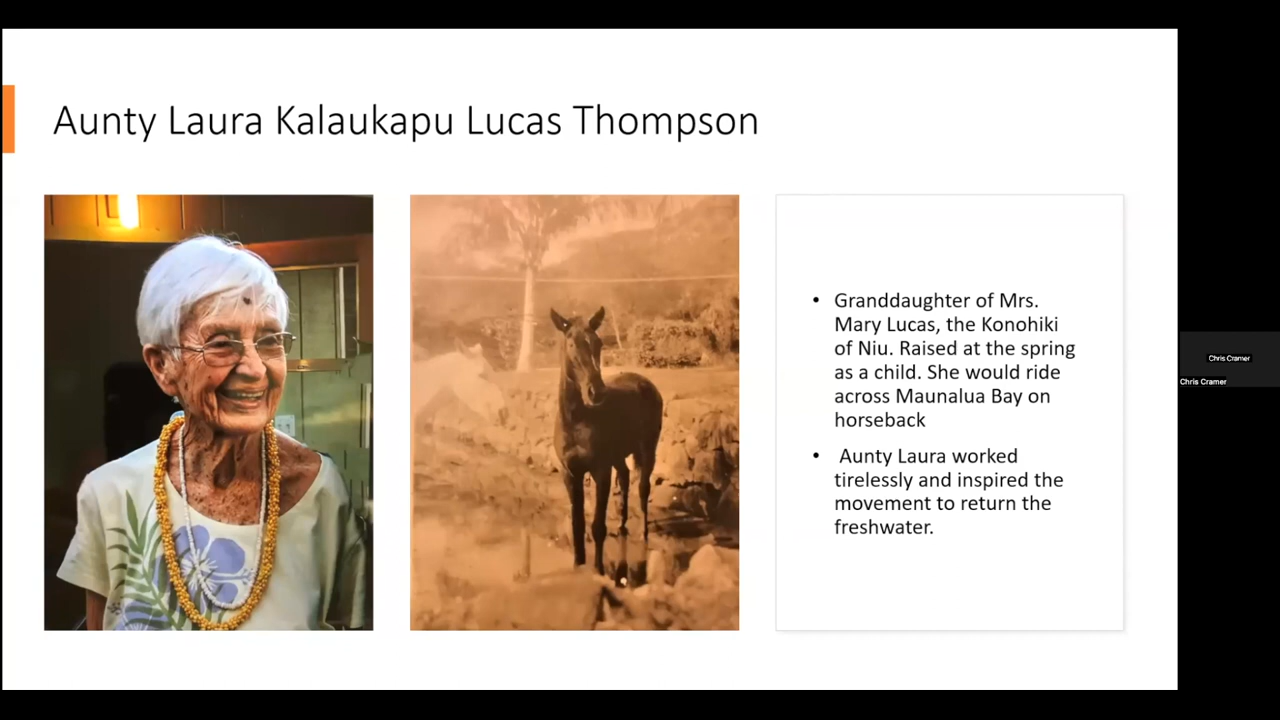 Aunty Laura Kalaukapu Lucas Thompson
• Granddaughter of Mrs.
Mary Lucas, the Konohiki
of Niu. Raised at the spring
as a child. She would ride
across Maunalua Bay on
horseback
• Aunty Laura worked
tirelessly and inspired the
movement to return the
freshwater.
Chris Cramer
Chris Cramer